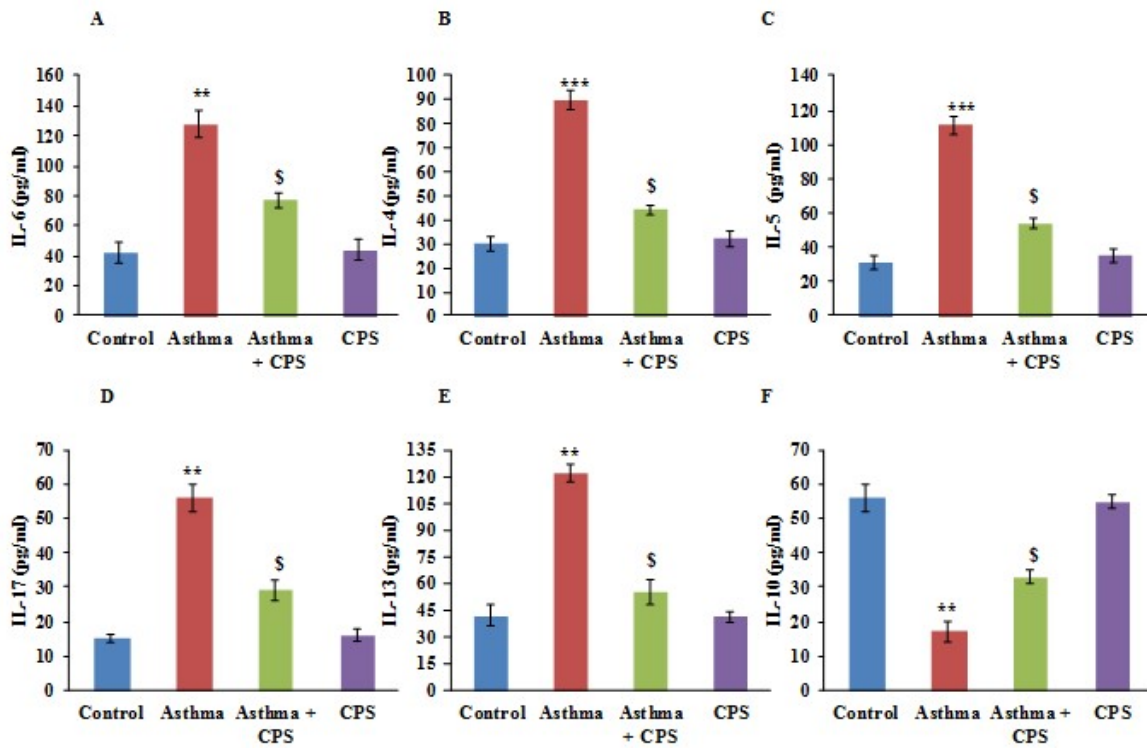 A
160
140
120
100
80
60
40
20
0
IL-6 (pg/ml)
**
$
Control Asthma Asthma CPS
+ CPS
B
100
90
80
70
60
50
40
30
20
10
0
IL-4 (pg/ml)
***
$
Control Asthma Asthma CPS
+ CPS
C
140
120
100
80
60
40
20
0
IL-5 (pg/ml)
***
$
Control Asthma Asthma CPS
+ CPS
D
70
60
50
40
30
20
10
0
IL-17 (pg/ml)
**
$
Control Asthma Asthma + CPS
CPS
E
135
120
105
90
75
60
45
30
15
0
IL-13 (pg/ml)
**
$
Control Asthma Asthma CPS
+ CPS
F
70
60
50
40
30
20
10
0
IL-10 (pg/ml)
**
$
Control Asthma Asthma + CPS
CPS